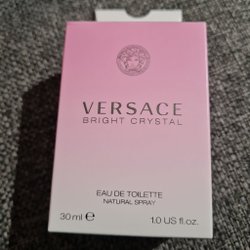 VERSACE
BRIGHT CRYSTAL
EAU DE TOILETTE
NATURAL SPRAY
30 ml ℮ 1.0 US fl.oz.